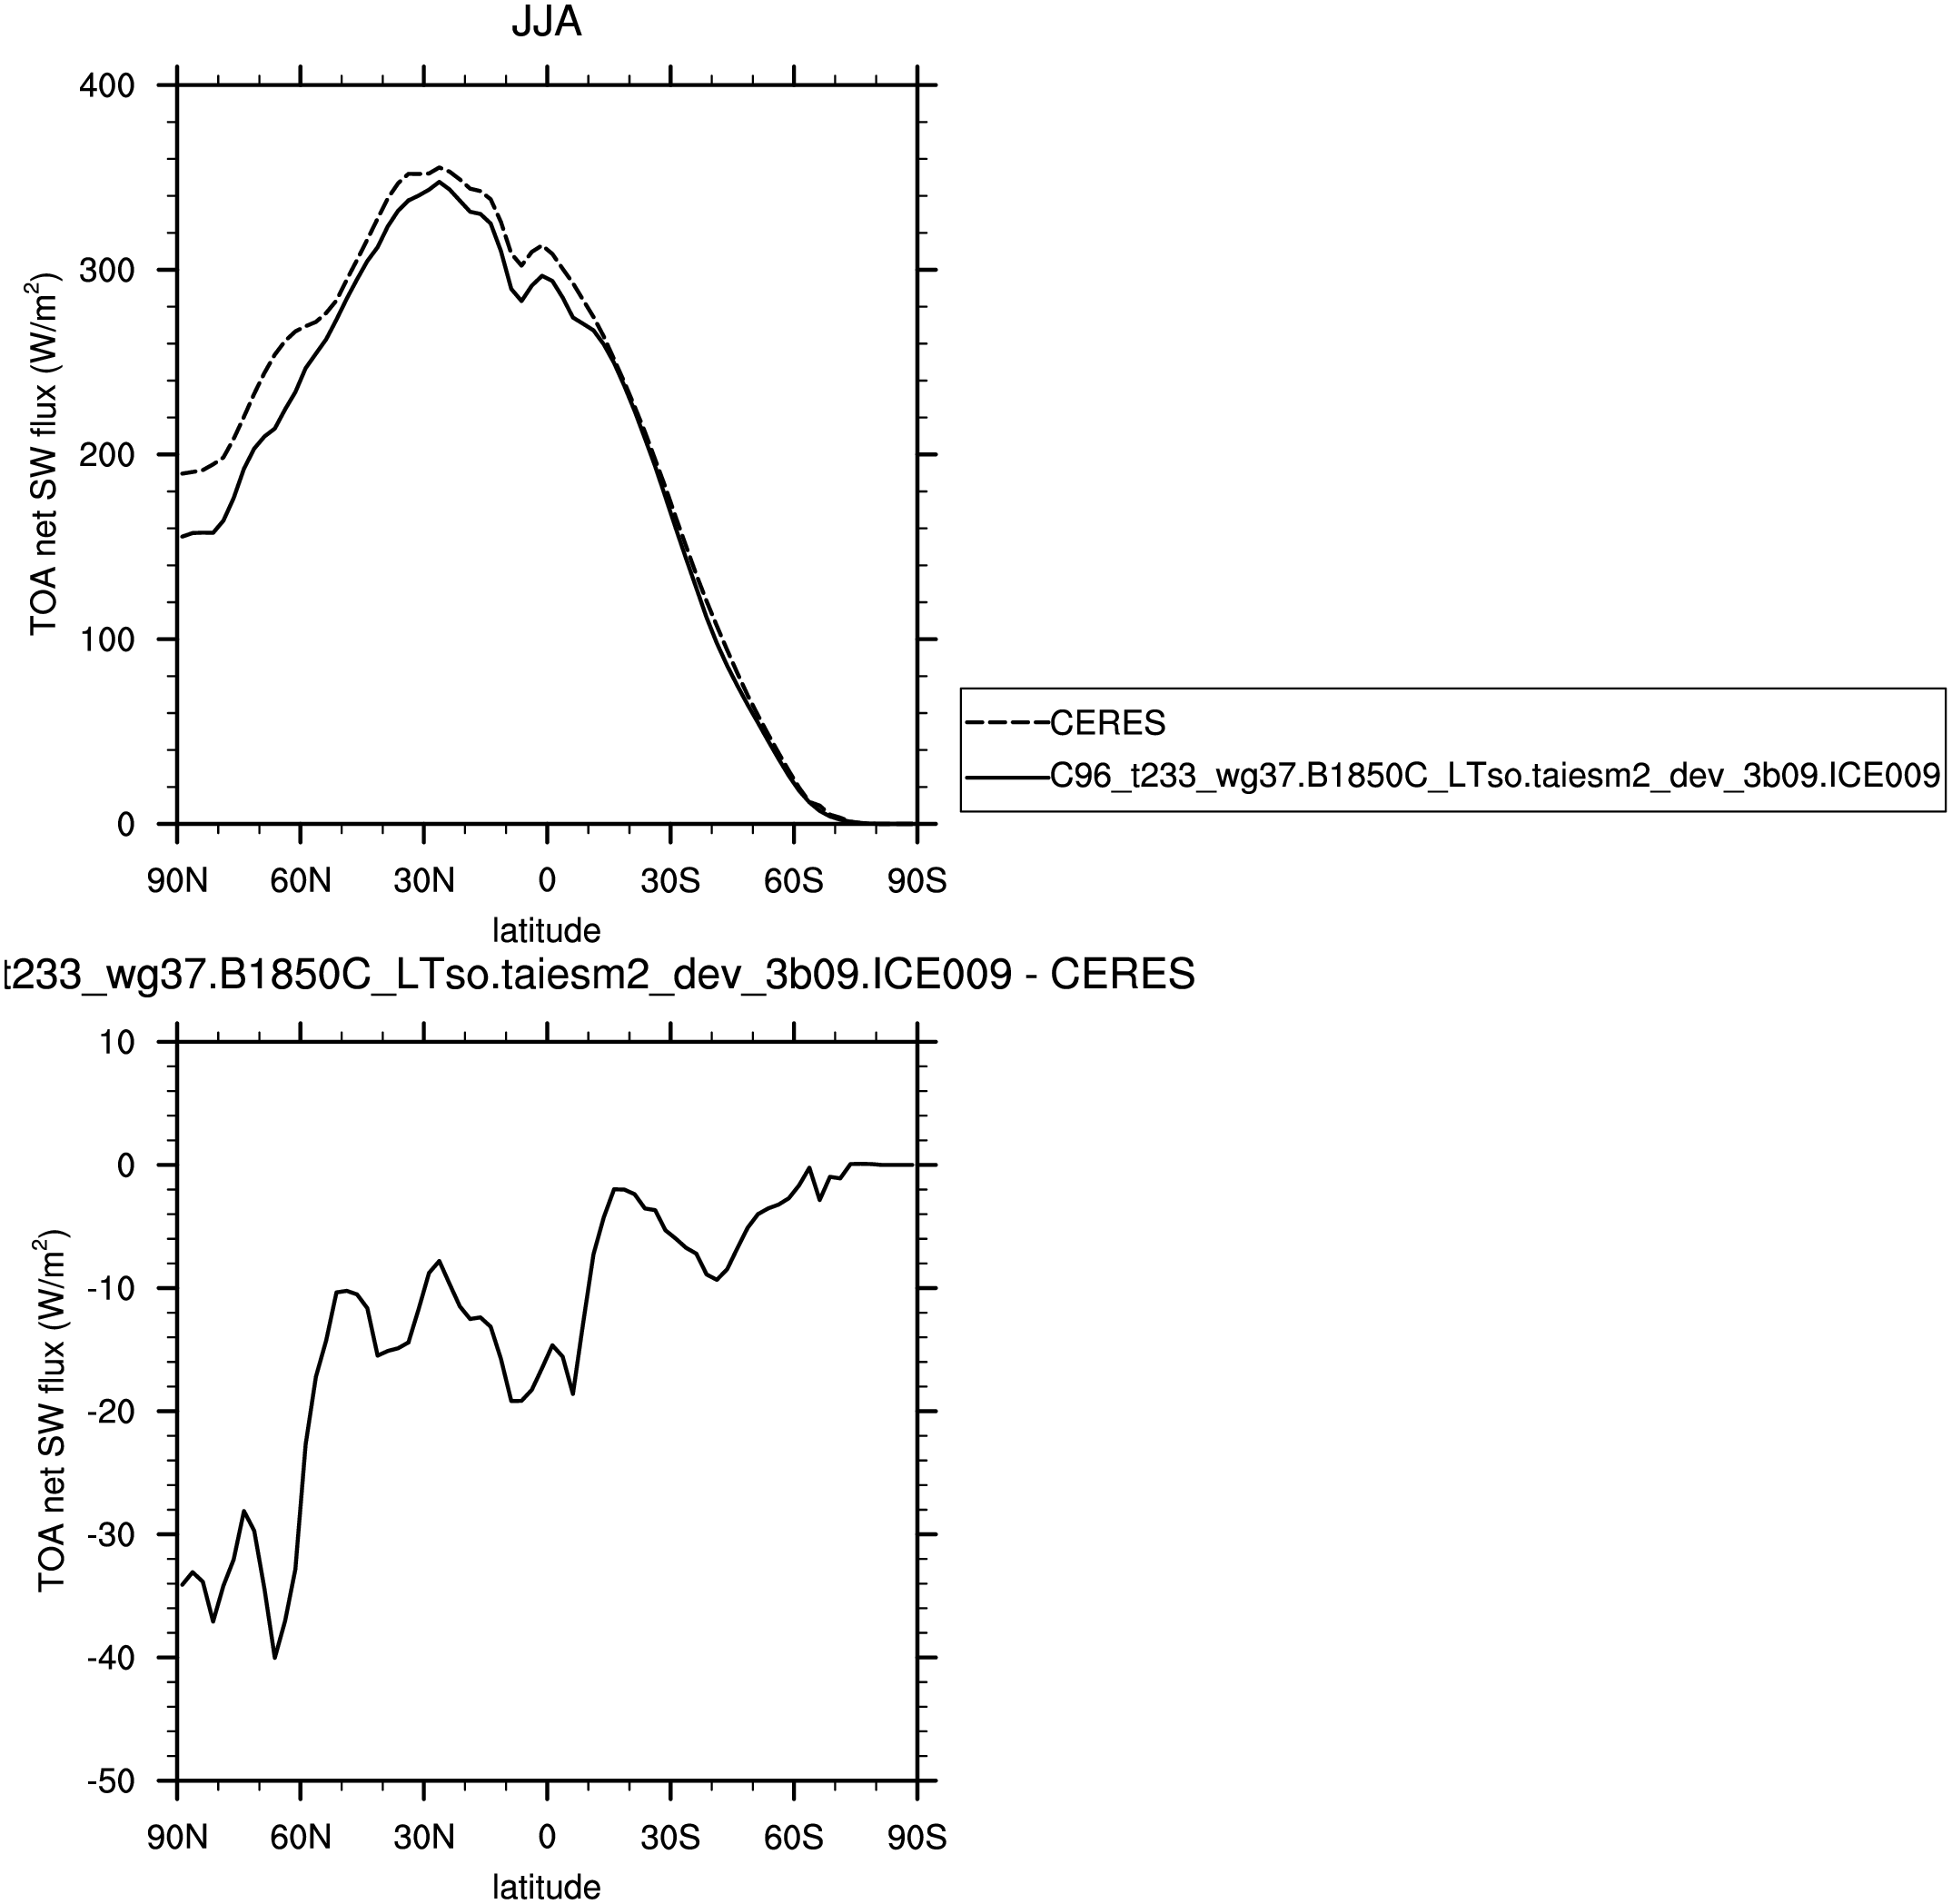 JJA
TOA net SW flux (W/m²)
400
300
200
100
0
90N 60N 30N 0 30S 60S 90S
latitude
CERES
C96_t233_wg37.B1850C_LTso.taiesm2_dev_3b09.ICE009
t233_wg37.B1850C_LTso.taiesm2_dev_3b09.ICE009 - CERES
TOA net SW flux (W/m²)
10
0
-10
-20
-30
-40
-50
90N 60N 30N 0 30S 60S 90S
latitude